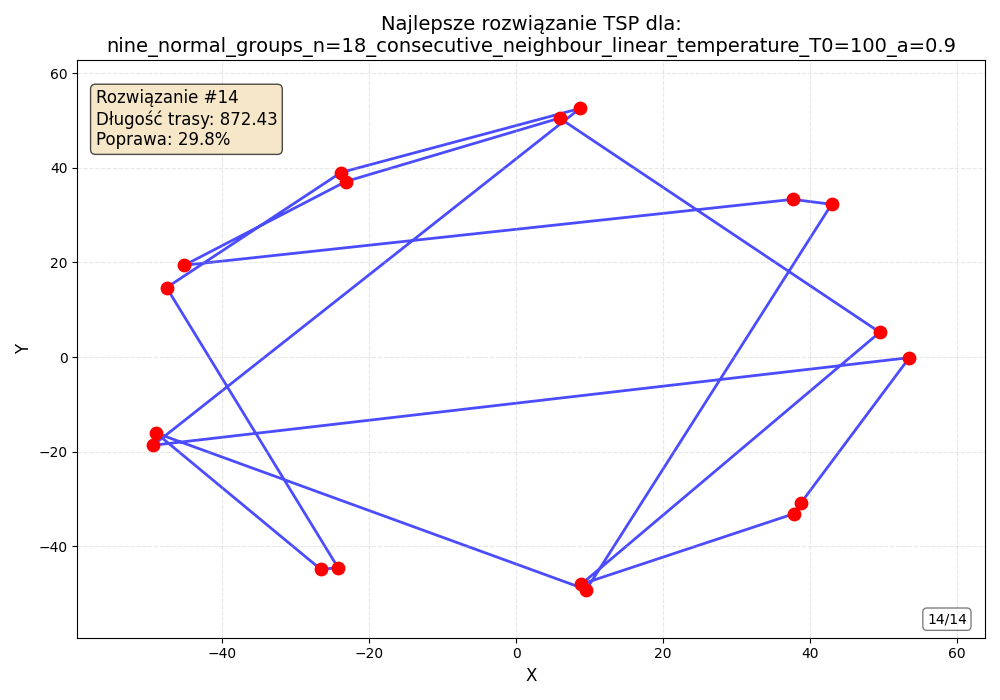 Najlepsze rozwiązanie TSP dla:
nine_normal_groups_n=18_consecutive_neighbour_linear_temperature_T0=100_a=0.9
Rozwiązanie #14
Długość trasy: 872.43
Poprawa: 29.8%
60
40
20
0
−20
−40
Y
−40
−20
0
20
40
60
X
14/14